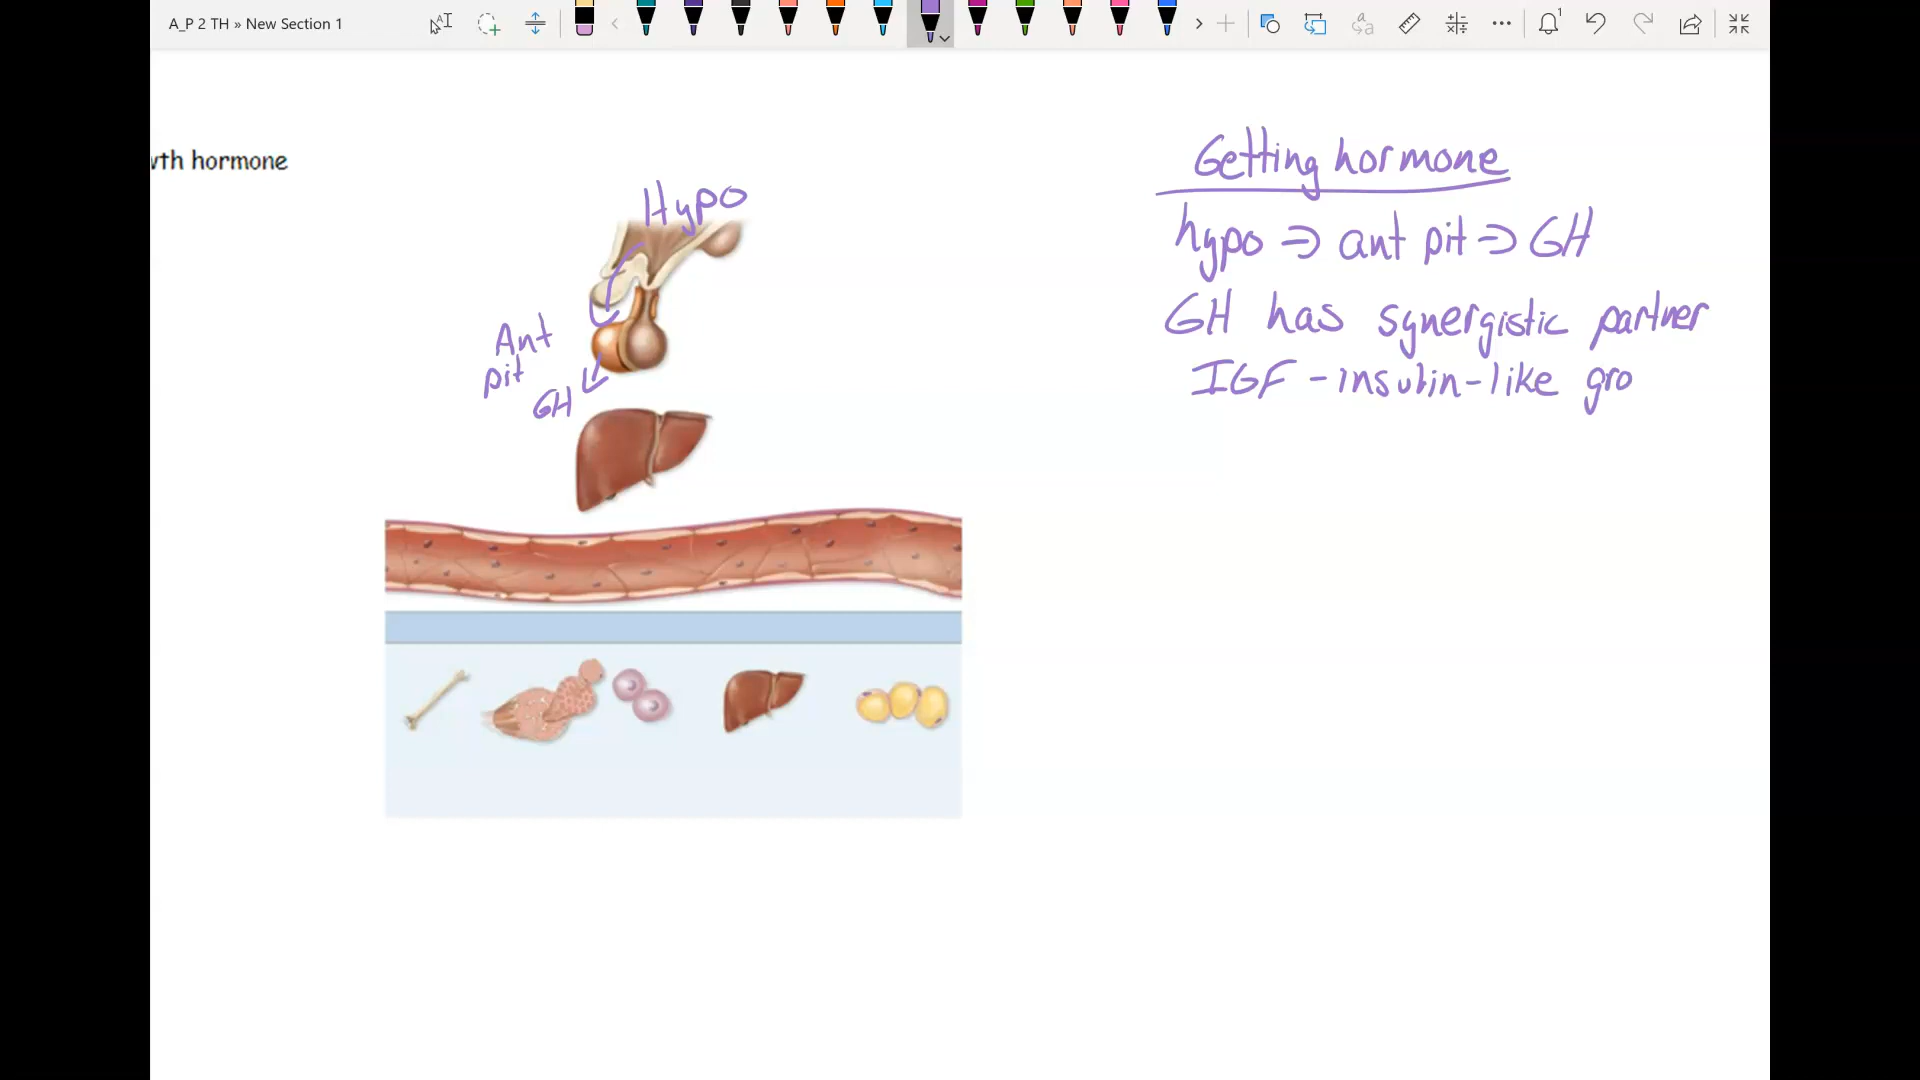 A_P 2 TH » New Section 1
wth hormone
Hypo
Ant
pit
GH
Getting hormone
hypo ⇒ ant pit ⇒ GH
GH has synergistic partner
IGF - insulin-like gro